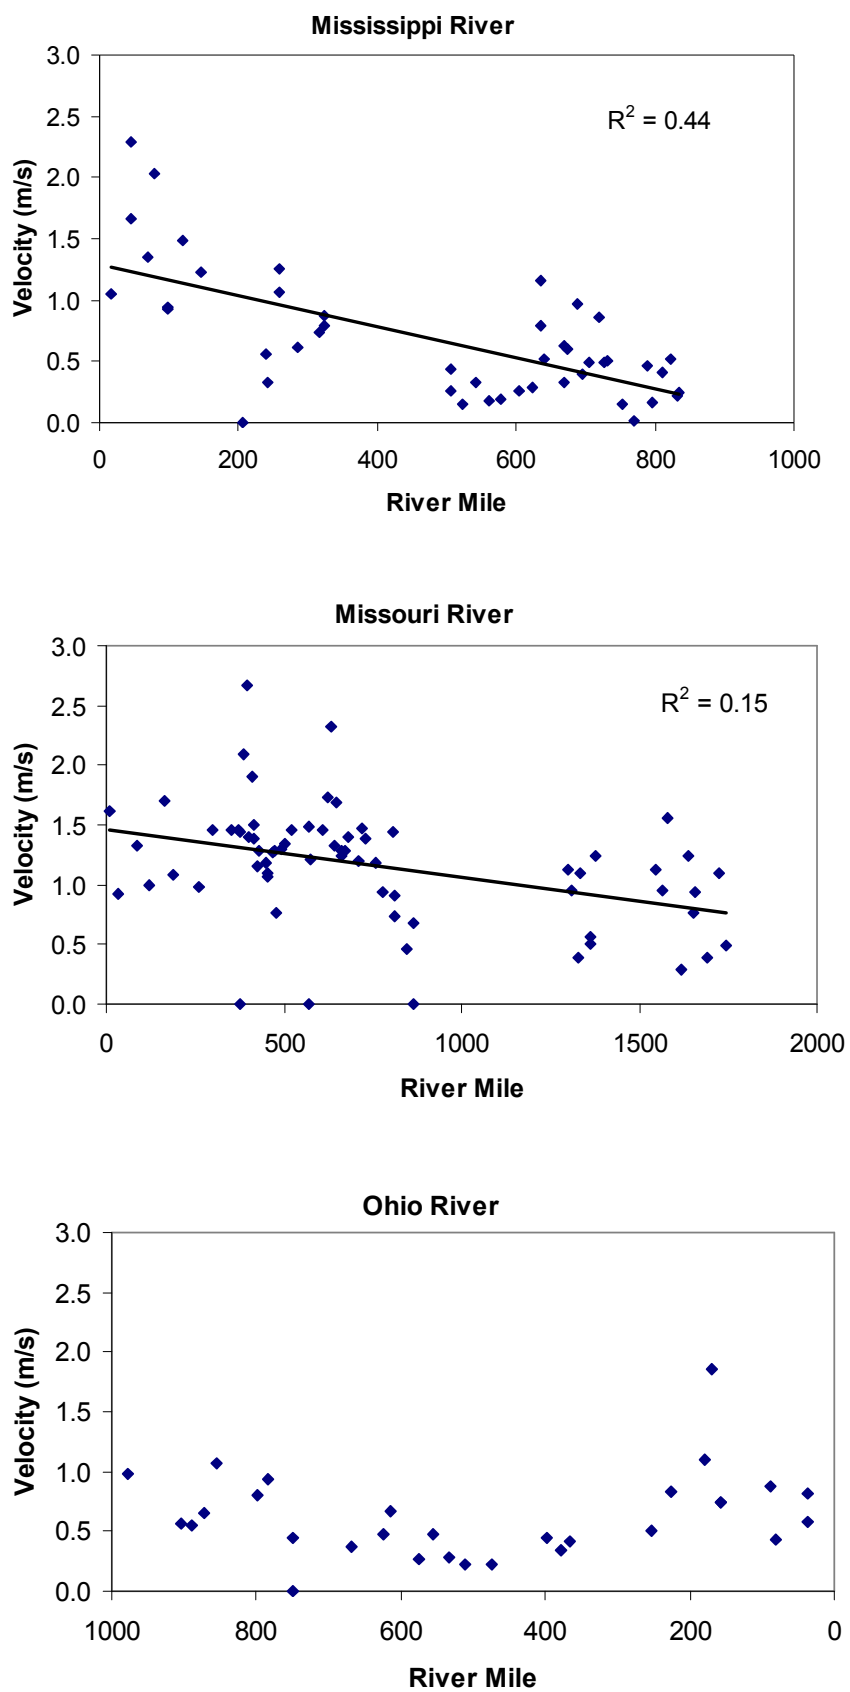 Mississippi River
3.0
2.5
2.0
1.5
1.0
0.5
0.0
Velocity (m/s)
R² = 0.44
0 200 400 600 800 1000
River Mile
Missouri River
3.0
2.5
2.0
1.5
1.0
0.5
0.0
Velocity (m/s)
R² = 0.15
0 500 1000 1500 2000
River Mile
Ohio River
3.0
2.5
2.0
1.5
1.0
0.5
0.0
Velocity (m/s)
1000 800 600 400 200 0
River Mile